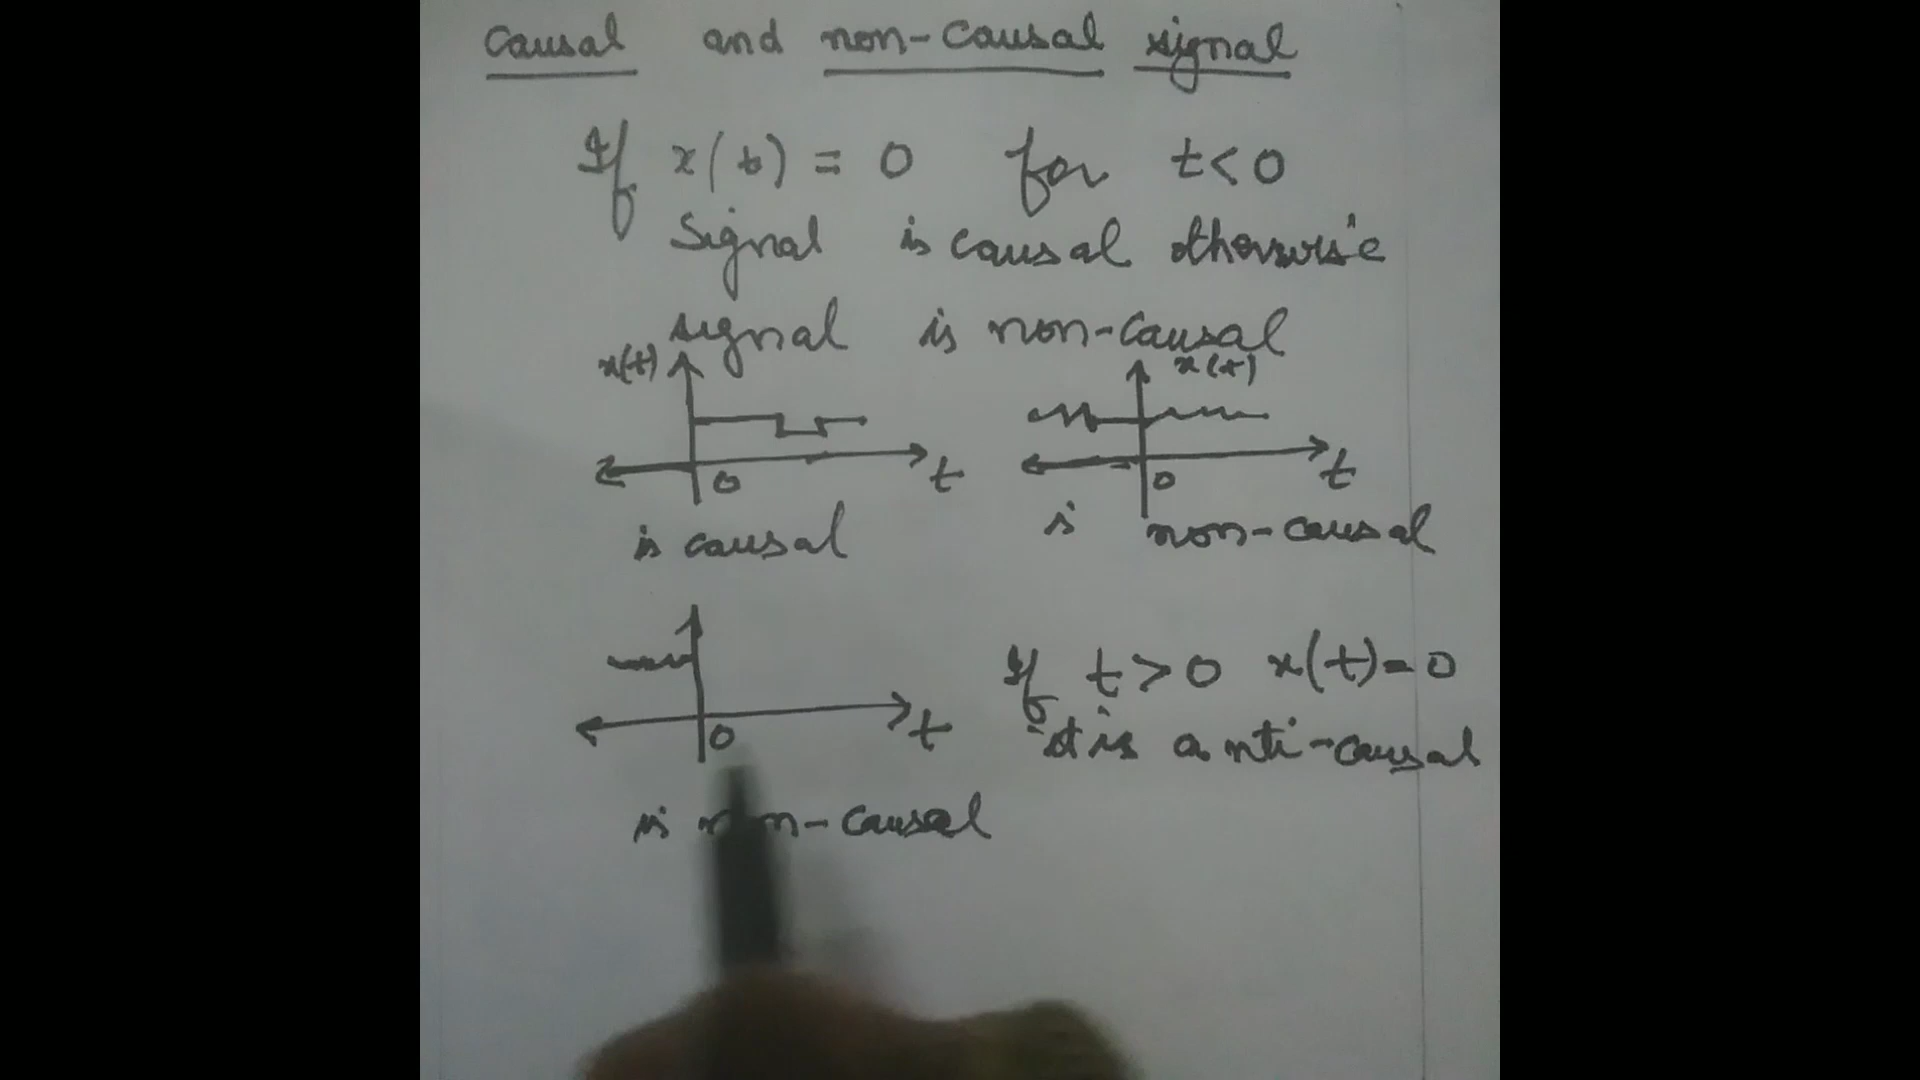 causal and non-causal signal
If x(t) = 0 for t<0
Signal is causal otherwise
signal is non-causal
x(t) x(t)
0 t 0 t
is causal is non-causal
If t>0 x(t)=0
0 t it is anti-causal
is non-causal